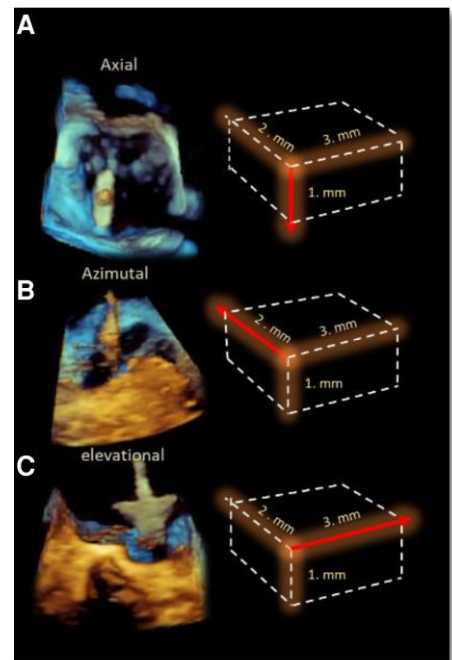 A
Axial
2. mm
3. mm
1. mm
Azimutal
B
2. mm
3. mm
1. mm
C
elevational
2. mm
3. mm
1. mm